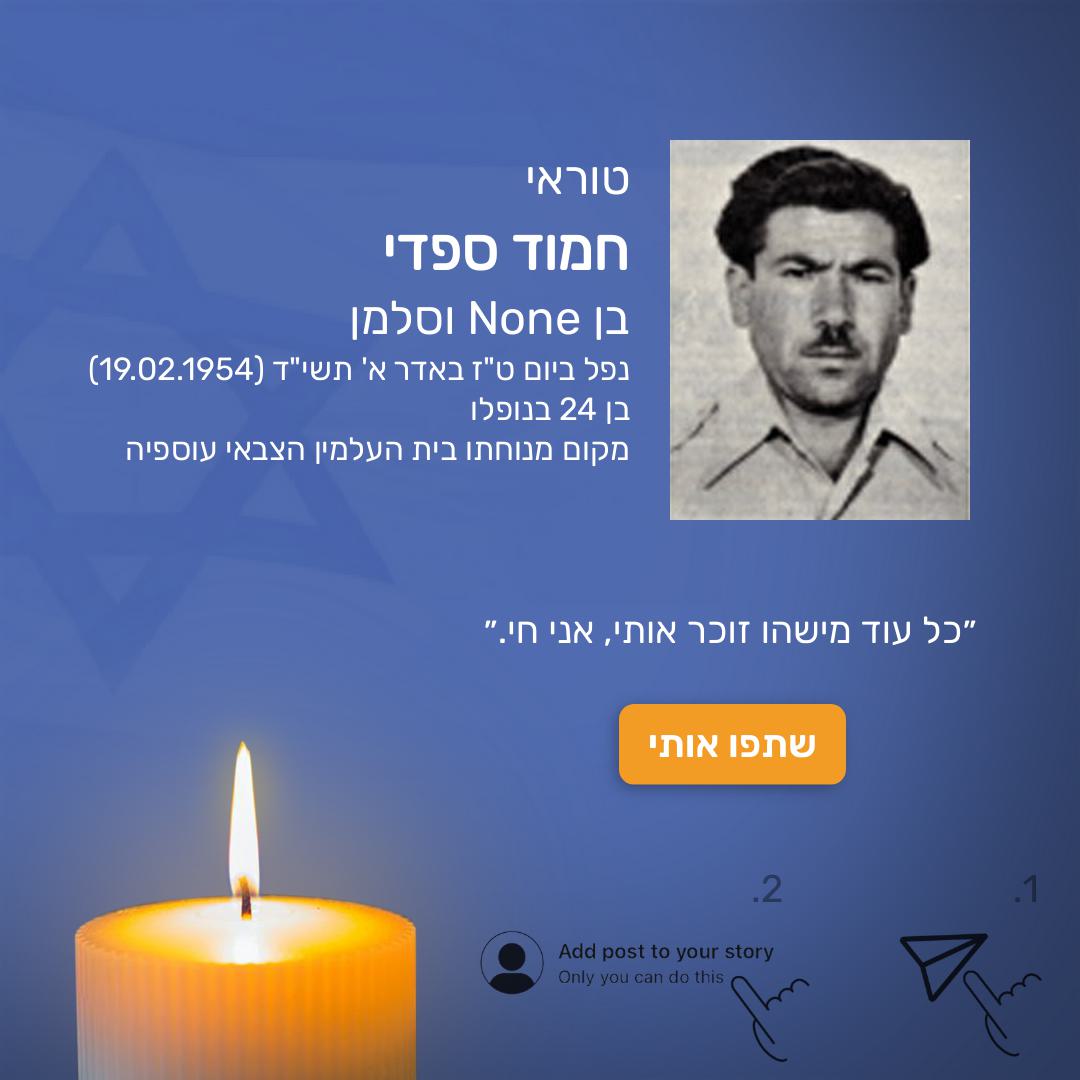 טוראי
חמוד ספדי
בן None וסלמן
נפל ביום ט"ז באדר א' תשי"ד (19.02.1954)
בן 24 בנופלו
מקום מנוחתו בית העלמין הצבאי עוספיה
״כל עוד מישהו זוכר אותי, אני חי.״
שתפו אותי
1.
2.
Add post to your story
Only you can do this